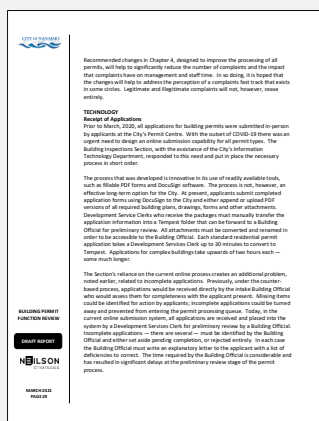 CITY OF NANAIMO
Recommended changes in Chapter 4, designed to improve the processing of all
permits, will help to significantly reduce the number of complaints and the impact
that complaints have on management and staff time. In so doing, it is hoped that
the changes will help to address the perception of a complaints fast track that exists
in some circles. Legitimate and illegitimate complaints will not, however, cease
entirely.
TECHNOLOGY
Receipt of Applications
Prior to March, 2020, all applications for building permits were submitted in-person
by applicants at the City's Permit Centre. With the outset of COVID-19 there was an
urgent need to design an online submission capability for all permit types. The
Building Inspections Section, with the assistance of the City's Information
Technology Department, responded to this need and put in place the necessary
process in short order.
The process that was developed is innovative in its use of readily available tools,
such as fillable PDF forms and DocuSign software. The process is not, however, an
effective long-term option for the City. At present, applicants submit completed
application forms using DocuSign to the City and either append or upload PDF
versions of all required building plans, drawings, forms and other attachments.
Development Service Clerks who receive the packages must manually transfer the
application information into a Tempest folder that can be forward to a Building
Official for preliminary review. All attachments must be converted and renamed in
order to be accessible to the Building Official. Each standard residential permit
application takes a Development Services Clerk up to 30 minutes to convert to
Tempest. Applications for complex buildings take upwards of two hours each —
some much longer.
The Section's reliance on the current online process creates an additional problem,
noted earlier, related to incomplete applications. Previously, under the counter-
based process, applications would be received directly by the Intake Building Official
who would assess them for completeness with the applicant present. Missing items
could be identified for action by applicants; incomplete applications could be turned
away and prevented from entering the permit processing queue. Today, in the
current online submission system, all applications are received and placed into the
system by a Development Services Clerk for preliminary review by a Building Official.
Incomplete applications — there are several — must be identified by the Building
Official and either set aside pending completion, or rejected entirely. In each case
the Building Official must write an explanatory letter to the applicant with a list of
deficiencies to correct. The time required by the Building Official is considerable and
has resulted in significant delays at the preliminary review stage of the permit
process.
BUILDING PERMIT
FUNCTION REVIEW
DRAFT REPORT
NEILSON
STRATEGIES
MARCH 2021
PAGE 29